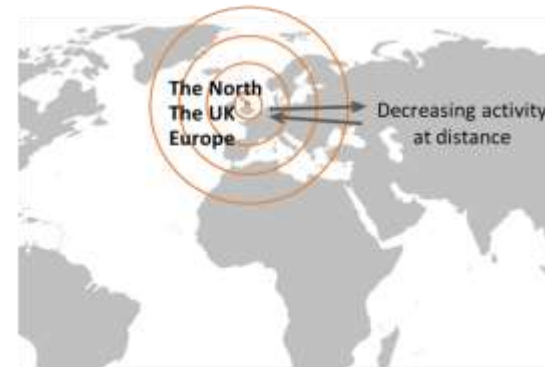 The North
The UK
Europe
Decreasing activity
at distance